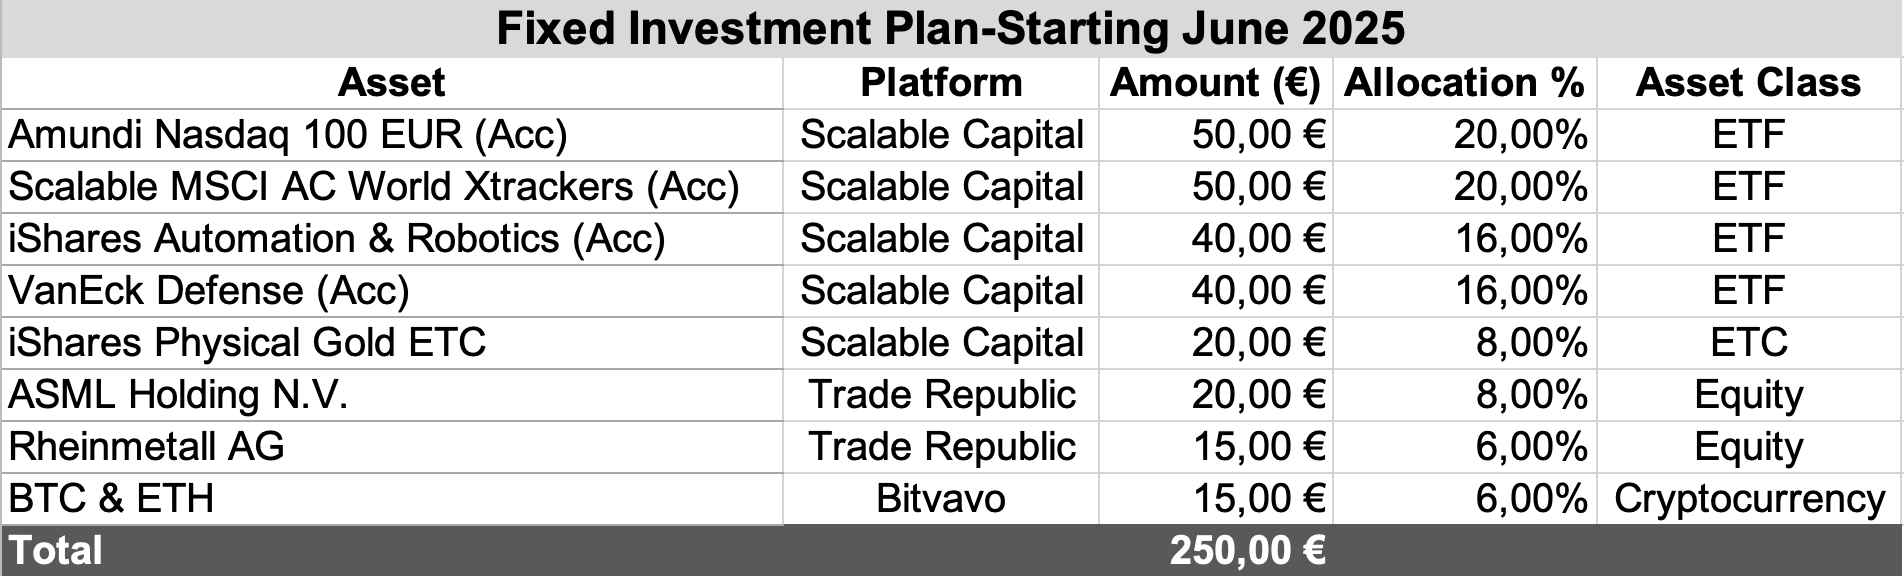 Fixed Investment Plan-Starting June 2025
Asset Platform Amount (€) Allocation % Asset Class
Amundi Nasdaq 100 EUR (Acc) Scalable Capital 50,00 € 20,00% ETF
Scalable MSCI AC World Xtrackers (Acc) Scalable Capital 50,00 € 20,00% ETF
iShares Automation & Robotics (Acc) Scalable Capital 40,00 € 16,00% ETF
VanEck Defense (Acc) Scalable Capital 40,00 € 16,00% ETF
iShares Physical Gold ETC Scalable Capital 20,00 € 8,00% ETC
ASML Holding N.V. Trade Republic 20,00 € 8,00% Equity
Rheinmetall AG Trade Republic 15,00 € 6,00% Equity
BTC & ETH Bitvavo 15,00 € 6,00% Cryptocurrency
Total 250,00 €